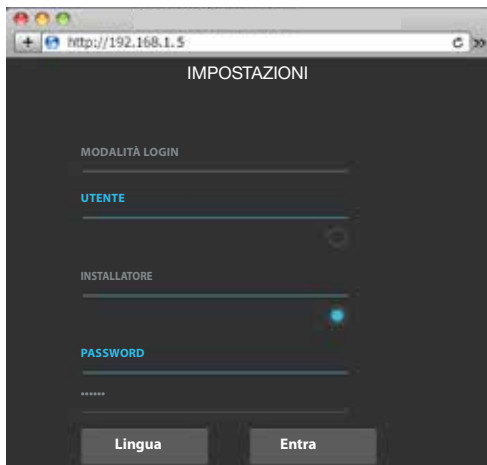 http://192.168.1.5
IMPOSTAZIONI
MODALITÀ LOGIN
UTENTE
INSTALLATORE
PASSWORD
••••••
Lingua
Entra